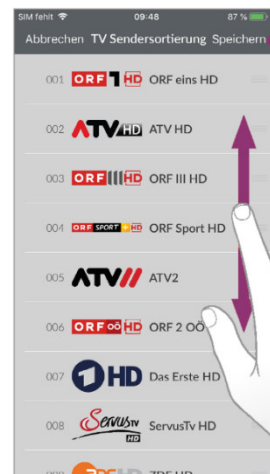 SIM fehlt 09:48 87 %
Abbrechen TV Sendersortierung Speichern
001 ORF 1 HD ORF eins HD
002 ATV HD ATV HD
003 ORF III HD ORF III HD
004 ORF SPORT + HD ORF Sport HD
005 ATV II ATV2
006 ORF OÖ HD ORF 2 OÖ
007 1 HD Das Erste HD
008 ServusTV HD ServusTv HD